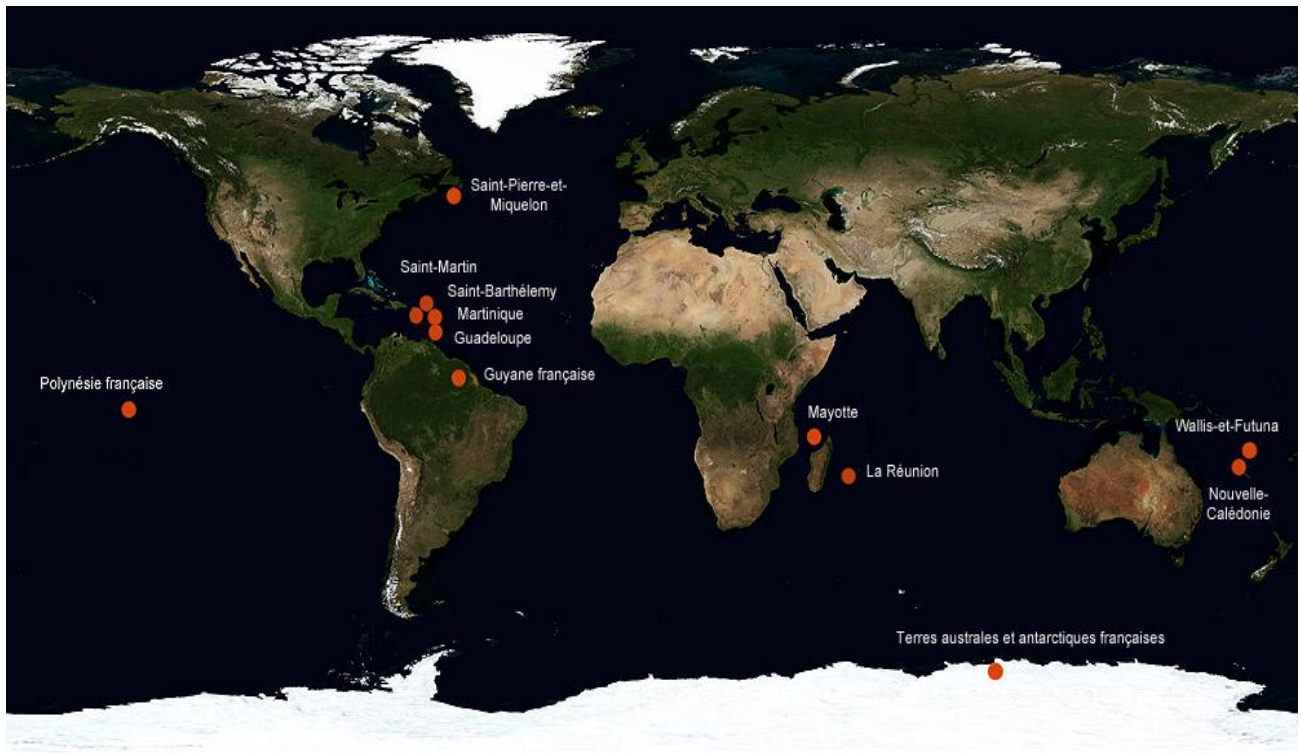 Saint-Pierre-et-
Miquelon
Saint-Martin
Saint-Barthélemy
Martinique
Guadeloupe
Guyane française
Polynésie française
Mayotte
La Réunion
Wallis-et-Futuna
Nouvelle-
Calédonie
Terres australes et antarctiques françaises